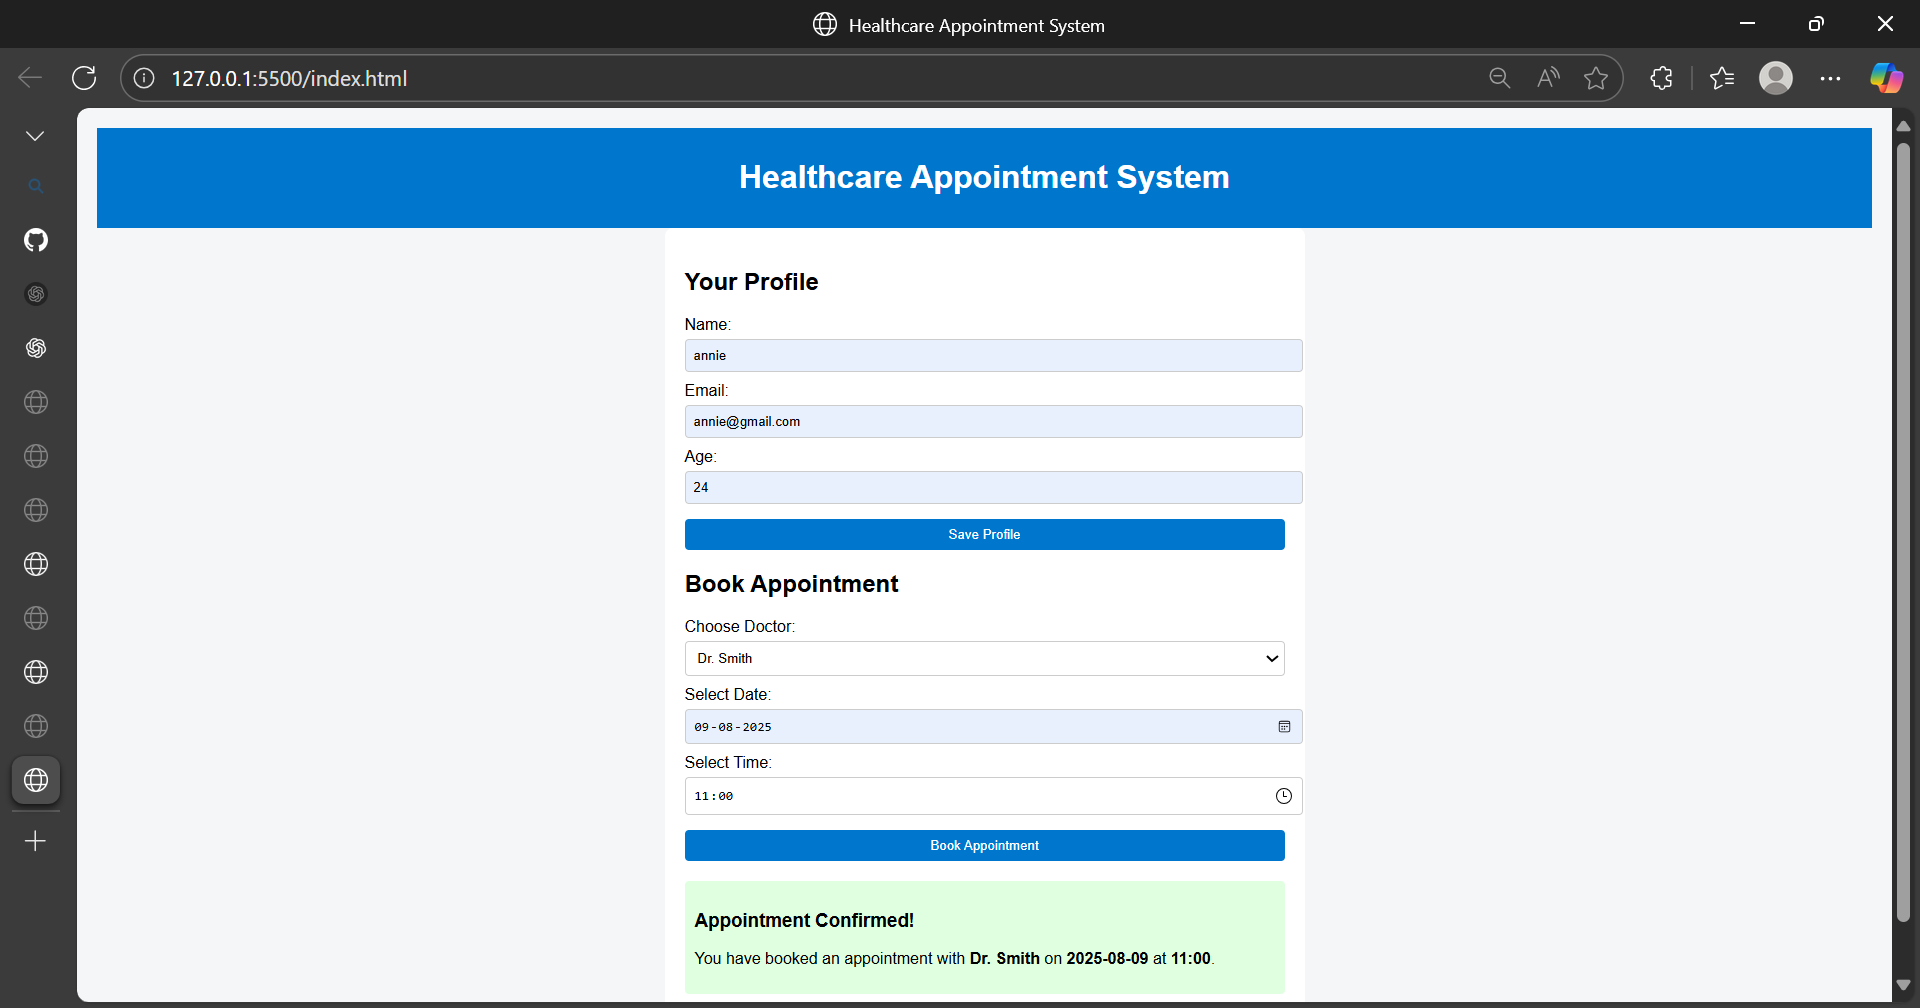 Healthcare Appointment System
127.0.0.1:5500/index.html
Healthcare Appointment System
Your Profile
Name:
annie
Email:
annie@gmail.com
Age:
24
Save Profile
Book Appointment
Choose Doctor:
Dr. Smith
Select Date:
09-08-2025
Select Time:
11:00
Book Appointment
Appointment Confirmed!
You have booked an appointment with Dr. Smith on 2025-08-09 at 11:00.